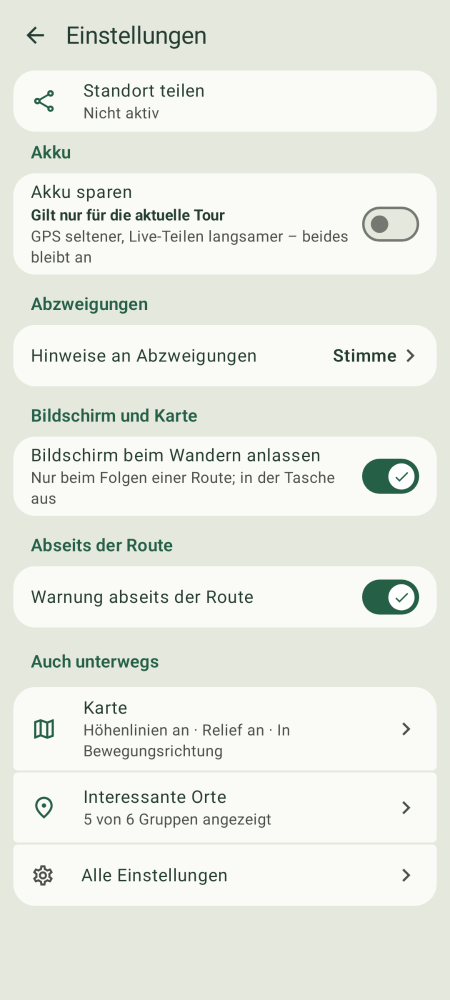 Einstellungen
Standort teilen
Nicht aktiv
Akku
Akku sparen
Gilt nur für die aktuelle Tour
GPS seltener, Live-Teilen langsamer – beides
bleibt an
Abzweigungen
Hinweise an Abzweigungen Stimme
Bildschirm und Karte
Bildschirm beim Wandern anlassen
Nur beim Folgen einer Route; in der Tasche
aus
Abseits der Route
Warnung abseits der Route
Auch unterwegs
Karte
Höhenlinien an · Relief an · In
Bewegungsrichtung
Interessante Orte
5 von 6 Gruppen angezeigt
Alle Einstellungen